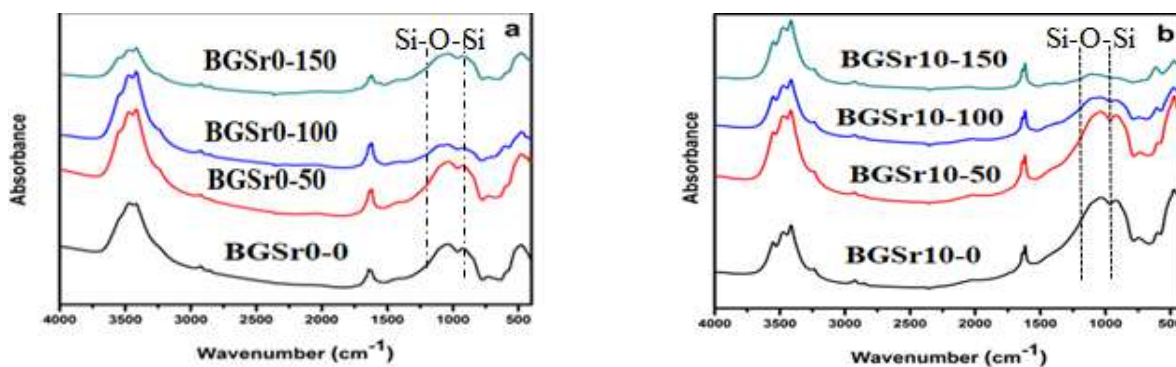 a
Si-O-Si
BGSr0-150
BGSr0-100
BGSr0-50
BGSr0-0
Absorbance
4000 3500 3000 2500 2000 1500 1000 500
Wavenumber (cm⁻¹)
b
Si-O-Si
BGSr10-150
BGSr10-100
BGSr10-50
BGSr10-0
Absorbance
4000 3500 3000 2500 2000 1500 1000 500
Wavenumber (cm⁻¹)